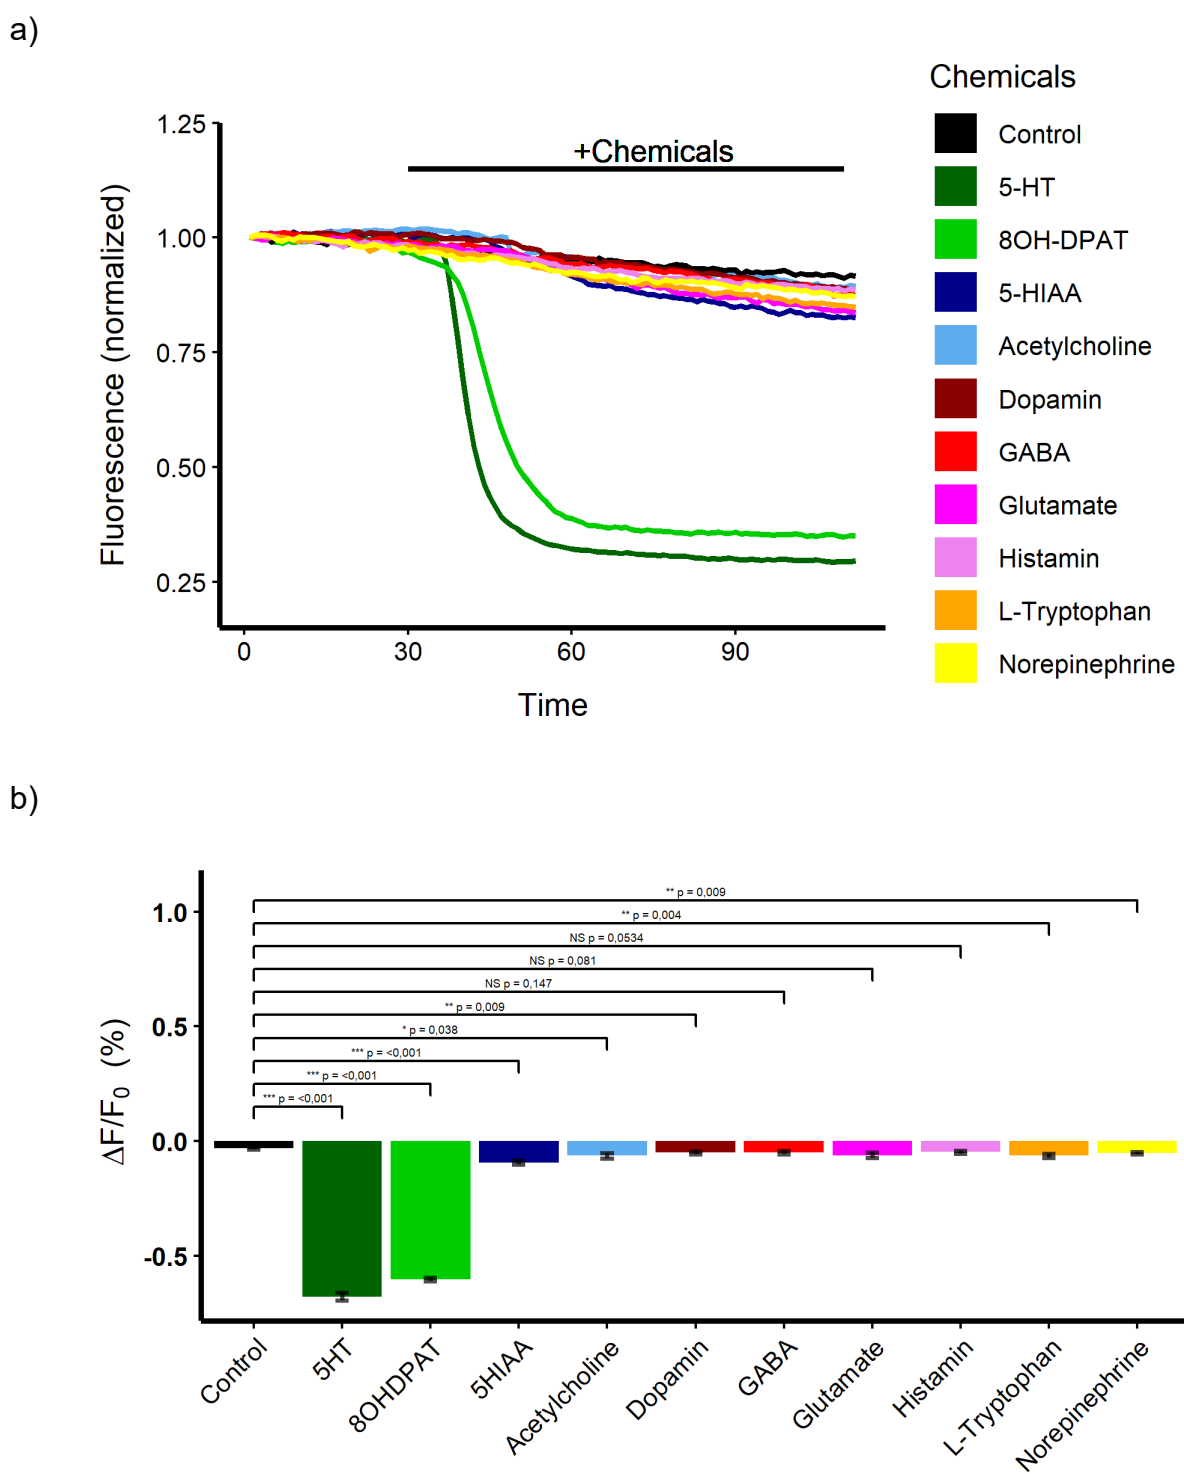 a)
Chemicals
+Chemicals
1.25
1.00
0.75
0.50
0.25
Fluorescence (normalized)
0 30 60 90
Time
Control
5-HT
8OH-DPAT
5-HIAA
Acetylcholine
Dopamin
GABA
Glutamate
Histamin
L-Tryptophan
Norepinephrine
b)
** p = 0,009
** p = 0,004
NS p = 0,0534
NS p = 0,081
NS p = 0,147
** p = 0,009
* p = 0,038
*** p = <0,001
*** p = <0,001
*** p = <0,001
1.0
0.5
0.0
-0.5
ΔF/F₀ (%)
Control
5HT
8OHDPAT
5HIAA
Acetylcholine
Dopamin
GABA
Glutamate
Histamin
L-Tryptophan
Norepinephrine